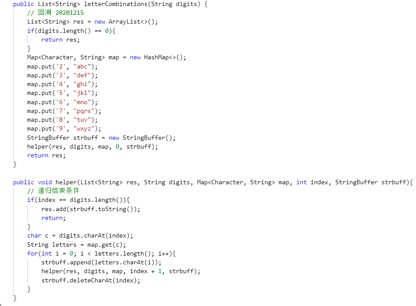 public List<String> letterCombinations(String digits) {
// 回溯 20201215
List<String> res = new ArrayList<>();
if(digits.length() == 0){
return res;
}
Map<Character, String> map = new HashMap<>();
map.put('2', "abc");
map.put('3', "def");
map.put('4', "ghi");
map.put('5', "jkl");
map.put('6', "mno");
map.put('7', "pqrs");
map.put('8', "tuv");
map.put('9', "wxyz");
StringBuffer strbuff = new StringBuffer();
helper(res, digits, map, 0, strbuff);
return res;
}
public void helper(List<String> res, String digits, Map<Character, String> map, int index, StringBuffer strbuff){
// 递归结束条件
if(index == digits.length()){
res.add(strbuff.toString());
return;
}
char c = digits.charAt(index);
String letters = map.get(c);
for(int i = 0; i < letters.length(); i++){
strbuff.append(letters.charAt(i));
helper(res, digits, map, index + 1, strbuff);
strbuff.deleteCharAt(index);
}
}